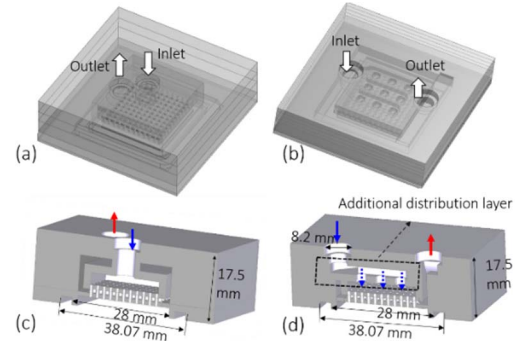 Outlet
Inlet
(a)
Inlet
Outlet
(b)
Additional distribution layer
17.5
mm
28 mm
38.07 mm
(c)
8.2 mm
17.5
mm
28 mm
38.07 mm
(d)